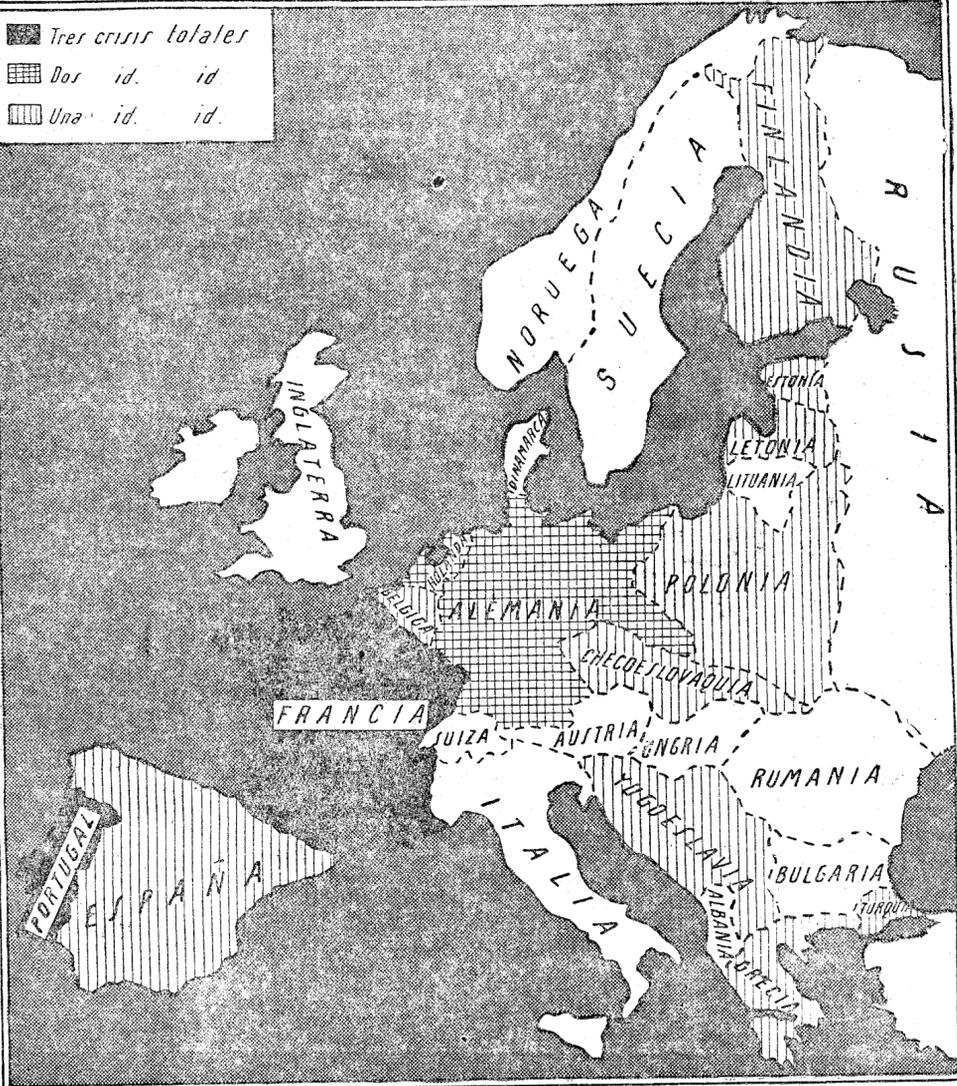 Tres crisis totales
Dos id. id
Una id. id.
FINLANDIA
RUSIA
SUECIA
NORUEGA
ESTONIA
LETONIA
LITUANIA
INGLATERRA
DINAMARCA
HOLANDA
BELGICA
ALEMANIA
POLONIA
CHECOESLOVAQUIA
FRANCIA
SUIZA
AUSTRIA
UNGRIA
RUMANIA
YUGOESLAVIA
ITALIA
BULGARIA
TURQUIA
ALBANIA
GRECIA
PORTUGAL
ESPAÑA